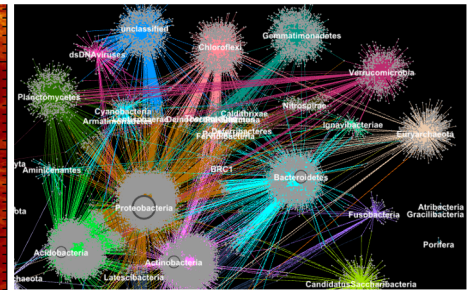 unclassified
dsDNAviruses
Chloroflexi
Gemmatimonadetes
Verrucomicrobia
Planctomycetes
Cyanobacteria
Nitrospirae
Armatimonadetes
Ignavibacteriae
Euryarchaeota
BRC1
Aminicenantes
Bacteroidetes
Proteobacteria
Fusobacteria
Atribacteria
Gracilibacteria
Porifera
Acidobacteria
Actinobacteria
Latescibacteria
CandidatusSaccharibacteria